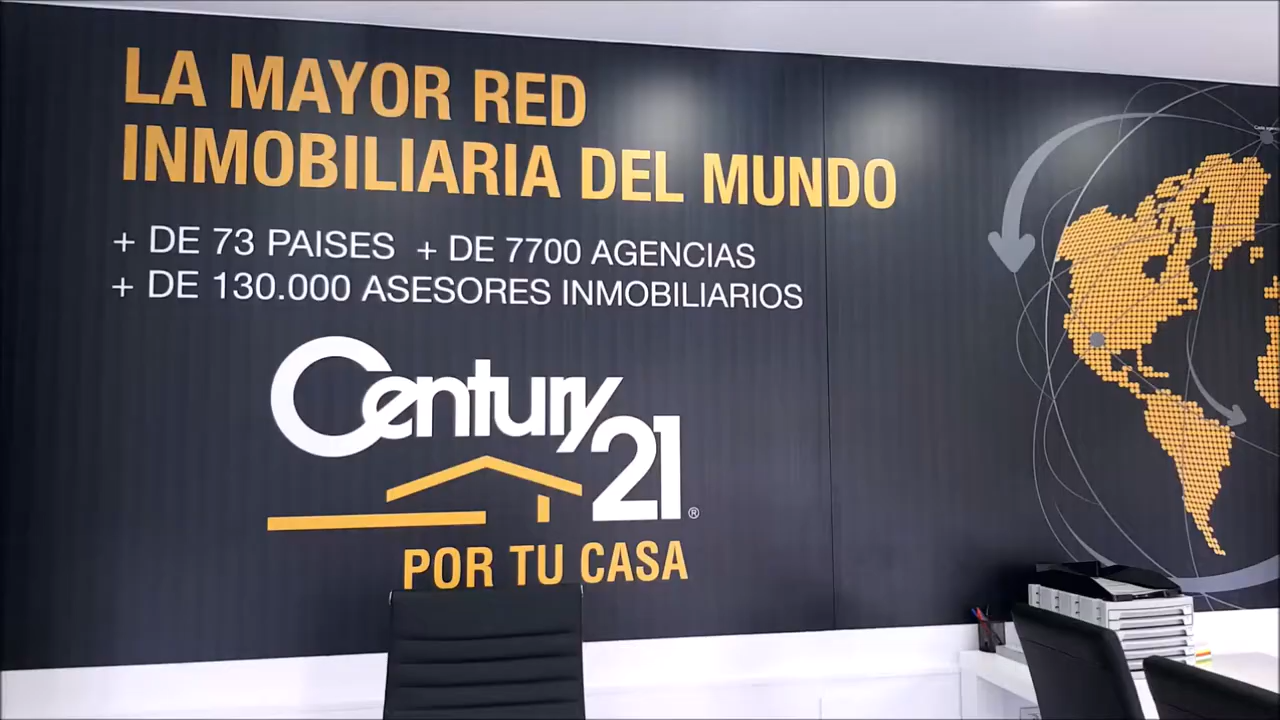 LA MAYOR RED
INMOBILIARIA DEL MUNDO
+ DE 73 PAISES + DE 7700 AGENCIAS
+ DE 130.000 ASESORES INMOBILIARIOS
Century
21®
POR TU CASA